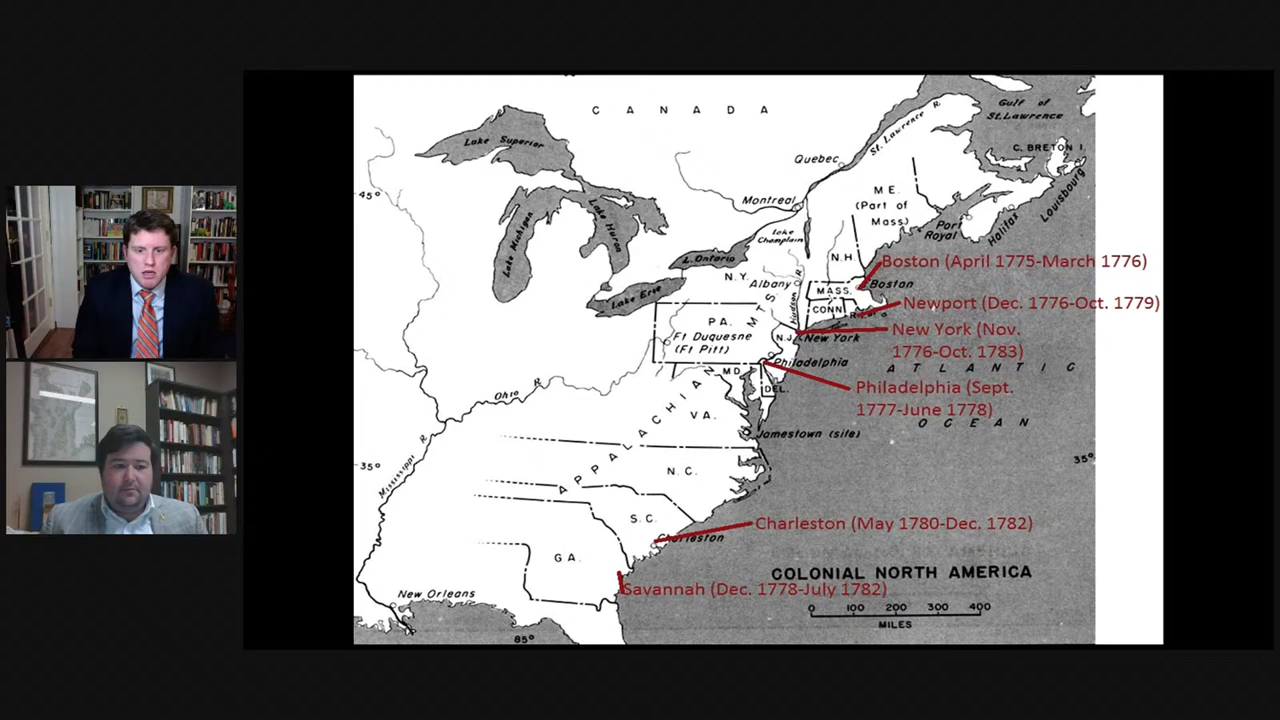 CANADA
Gulf of
St. Lawrence
St. Lawrence R.
Lake Superior
C. BRETON I.
Quebec
45°
Montreal
ME.
(Part of
Mass.)
Louisbourg
Lake Michigan
Lake Huron
Lake
Champlain
Port
Royal
Halifax
L. Ontario
N.H.
Boston (April 1775-March 1776)
N.Y.
Albany
Hudson R.
MASS.
Boston
Lake Erie
MTS
CONN.
Newport (Dec. 1776-Oct. 1779)
PA.
Ft Duquesne
(Ft Pitt)
N.J.
New York
New York (Nov.
1776-Oct. 1783)
Philadelphia
ATLANTIC
MD
DEL.
Philadelphia (Sept.
1777-June 1778)
Ohio R.
APPALACHIAN
VA.
OCEAN
Jamestown (site)
Mississippi R.
35°
N.C.
35°
S.C.
Charleston (May 1780-Dec. 1782)
Charleston
GA.
COLONIAL NORTH AMERICA
New Orleans
Savannah (Dec. 1778-July 1782)
0 100 200 300 400
MILES
85°